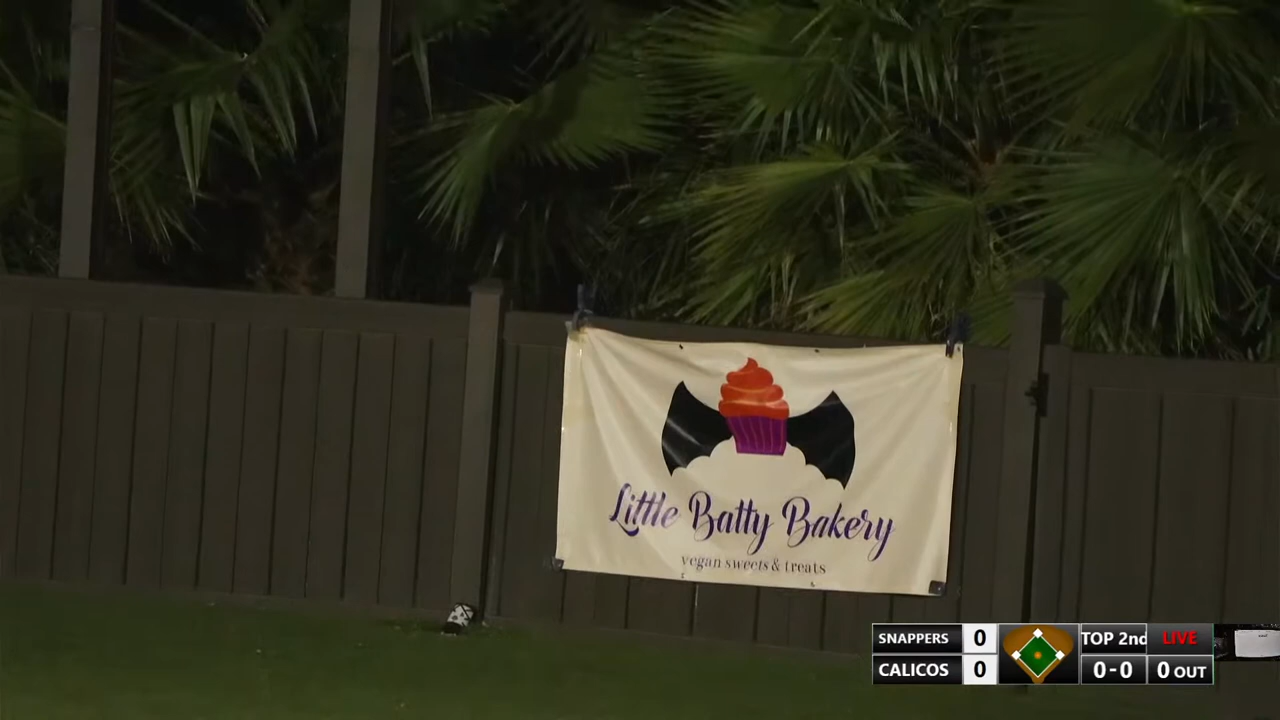 Little Batty Bakery
vegan sweets & treats
SNAPPERS 0 TOP 2nd LIVE
CALICOS 0 0-0 0 OUT